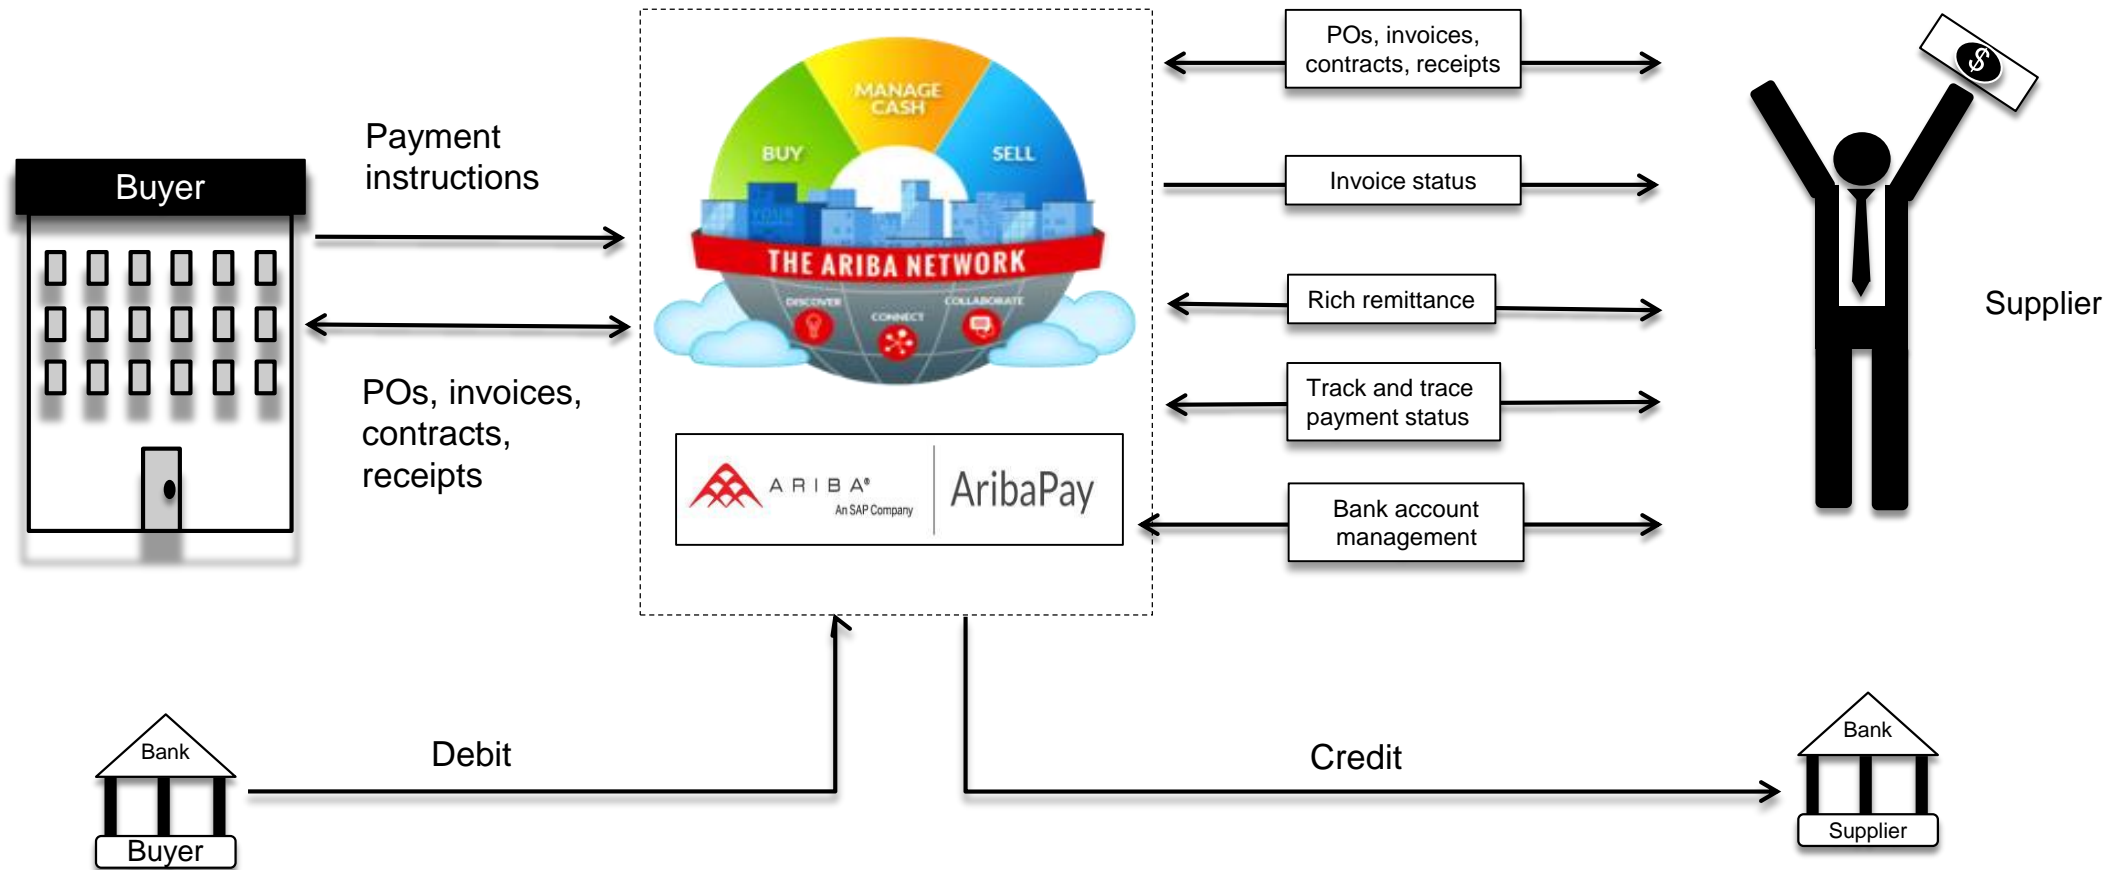 Buyer
Payment
instructions
POs, invoices,
contracts,
receipts
MANAGE
CASH
BUY
SELL
YOUR
THE ARIBA NETWORK
DISCOVER
CONNECT
COLLABORATE
ARIBA®
An SAP Company
AribaPay
POs, invoices,
contracts, receipts
Invoice status
Rich remittance
Track and trace
payment status
Bank account
management
$
Supplier
Bank
Buyer
Debit
Credit
Bank
Supplier